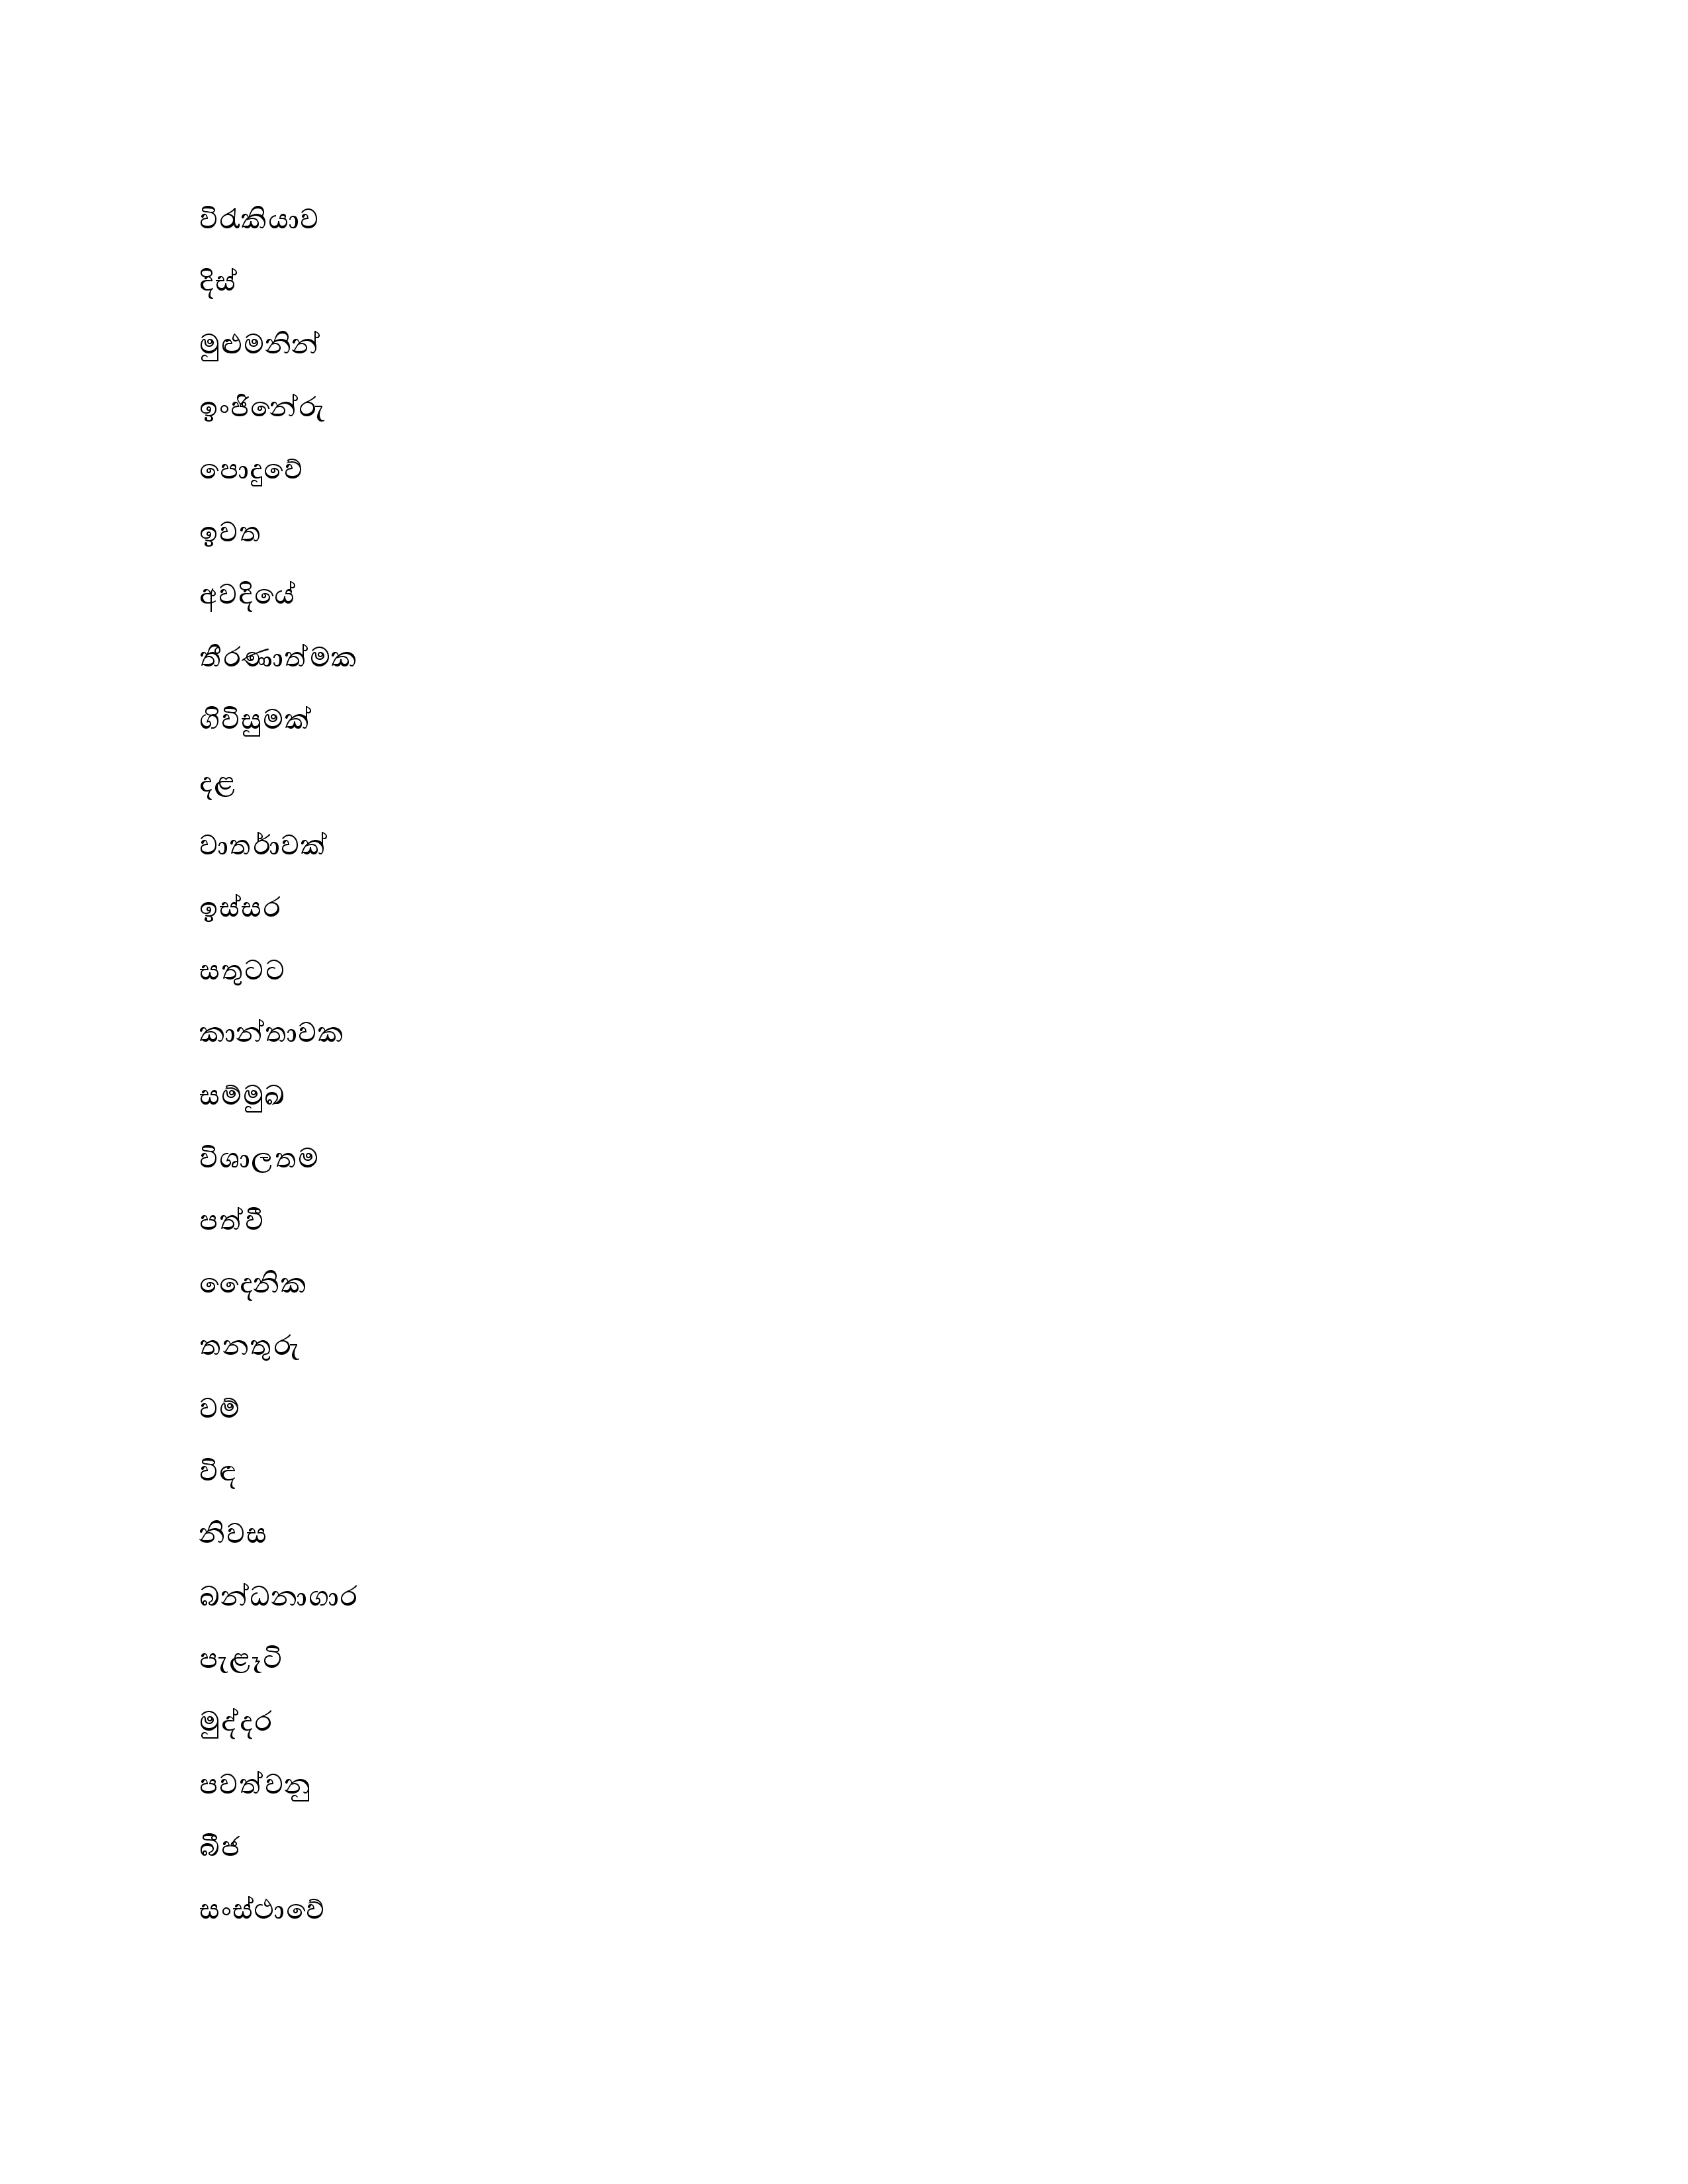 විරැකියාව
දිස්
මුළුමනින්
ඉංජිනේරු
පොදුවේ
ඉවත
අවදියේ
තීරණාත්මක
ගිවිසුමක්
දළ
වාතර්‍ාවක්
ඉස්සර
සතුටට
කාන්තාවක
සම්මුඛ
විශාලතම
පත්වී
දෛනික
තනතුරු
වම්
විඳ
නිවස
බන්ධනාගාර
පැළෑටි
මුද්දර
පවත්වනු
බීජ
සංස්ථාවේ